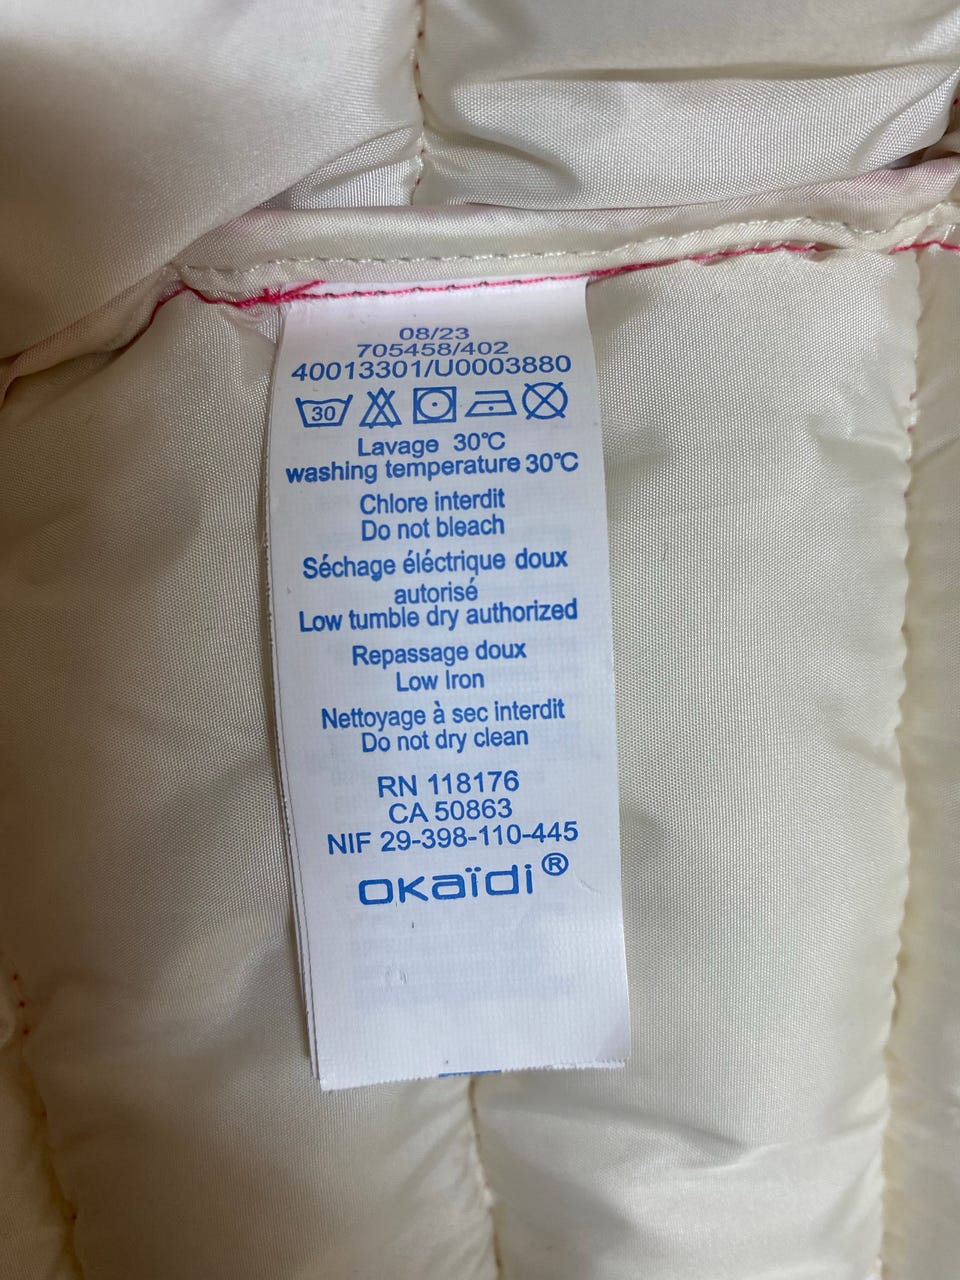 08/23
705458/402
40013301/U0003880
30
Lavage 30°C
washing temperature 30°C
Chlore interdit
Do not bleach
Séchage éléctrique doux
autorisé
Low tumble dry authorized
Repassage doux
Low Iron
Nettoyage à sec interdit
Do not dry clean
RN 118176
CA 50863
NIF 29-398-110-445
oKaïdi®